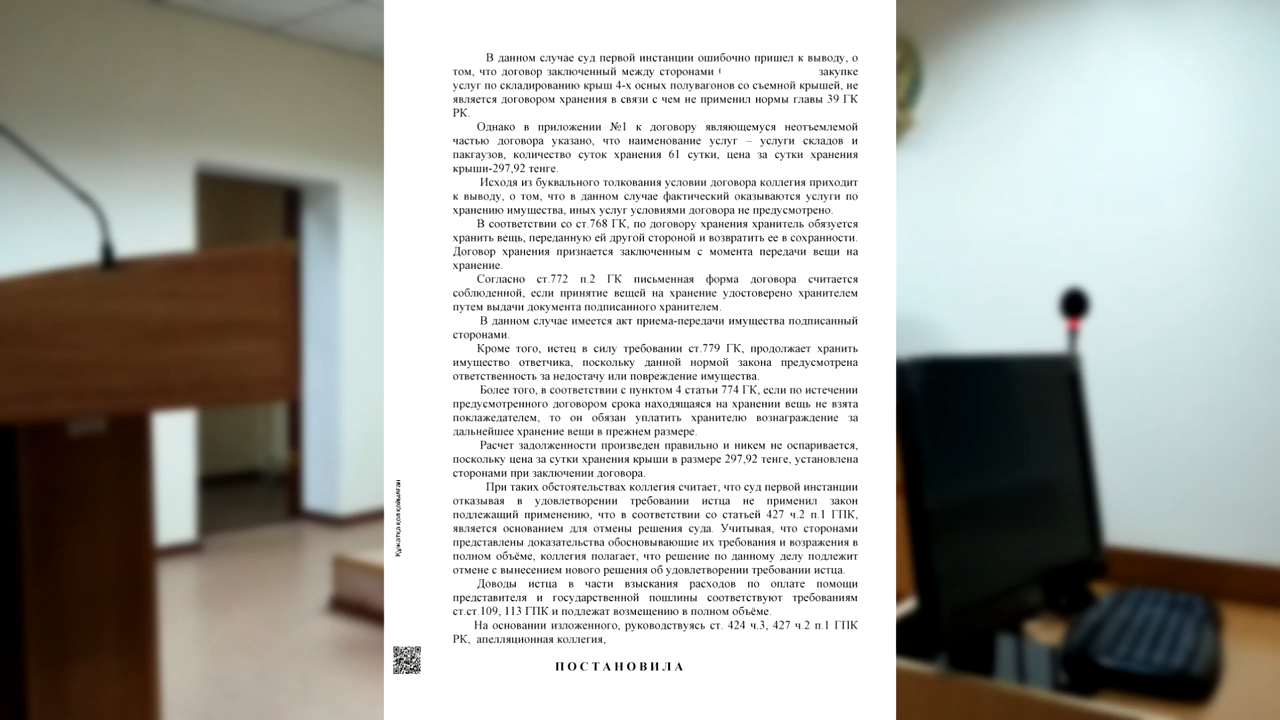 В данном случае суд первой инстанции ошибочно пришел к выводу, о
том, что договор заключенный между сторонами закупке
услуг по складированию крыш 4-х осных полувагонов со съемной крышей, не
является договором хранения в связи с чем не применил нормы главы 39 ГК
РК.
Однако в приложении №1 к договору являющемуся неотъемлемой
частью договора указано, что наименование услуг – услуги складов и
пакгаузов, количество суток хранения 61 сутки, цена за сутки хранения
крыши-297,92 тенге.
Исходя из буквального толкования условии договора коллегия приходит
к выводу, о том, что в данном случае фактический оказываются услуги по
хранению имущества, иных услуг условиями договора не предусмотрено.
В соответствии со ст.768 ГК, по договору хранения хранитель обязуется
хранить вещь, переданную ей другой стороной и возвратить ее в сохранности.
Договор хранения признается заключенным с момента передачи вещи на
хранение.
Согласно ст.772 п.2 ГК письменная форма договора считается
соблюденной, если принятие вещей на хранение удостоверено хранителем
путем выдачи документа подписанного хранителем.
В данном случае имеется акт приема-передачи имущества подписанный
сторонами.
Кроме того, истец в силу требовании ст.779 ГК, продолжает хранить
имущество ответчика, поскольку данной нормой закона предусмотрена
ответственность за недостачу или повреждение имущества.
Более того, в соответствии с пунктом 4 статьи 774 ГК, если по истечении
предусмотренного договором срока находящаяся на хранении вещь не взята
поклажедателем, то он обязан уплатить хранителю вознаграждение за
дальнейшее хранение вещи в прежнем размере.
Расчет задолженности произведен правильно и никем не оспаривается,
поскольку цена за сутки хранения крыши в размере 297,92 тенге, установлена
сторонами при заключении договора.
При таких обстоятельствах коллегия считает, что суд первой инстанции
отказывая в удовлетворении требовании истца не применил закон
подлежащий применению, что в соответствии со статьей 427 ч.2 п.1 ГПК,
является основанием для отмены решения суда. Учитывая, что сторонами
представлены доказательства обосновывающие их требования и возражения в
полном объёме, коллегия полагает, что решение по данному делу подлежит
отмене с вынесением нового решения об удовлетворении требовании истца.
Доводы истца в части взыскания расходов по оплате помощи
представителя и государственной пошлины соответствуют требованиям
ст.ст.109, 113 ГПК и подлежат возмещению в полном объёме.
На основании изложенного, руководствуясь ст. 424 ч.3, 427 ч.2 п.1 ГПК
РК, апелляционная коллегия,
ПОСТАНОВИЛА
Құжатқа қол қойылған